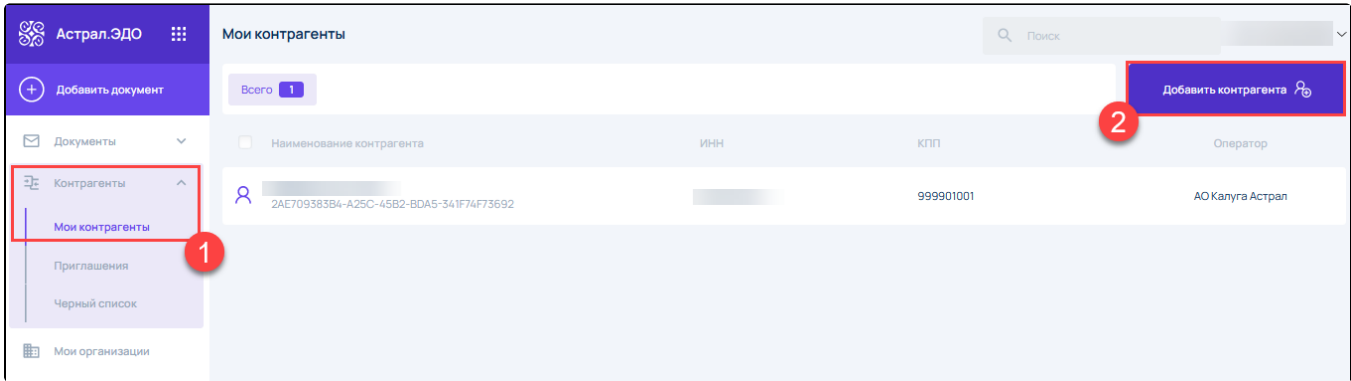 Астрал.ЭДО
Мои контрагенты
Поиск
Добавить документ
Всего 1
Добавить контрагента
2
Документы
Наименование контрагента ИНН КПП Оператор
Контрагенты
2AE709383B4-A25C-45B2-BDA5-341F74F73692
999901001
АО Калуга Астрал
Мои контрагенты
1
Приглашения
Черный список
Мои организации